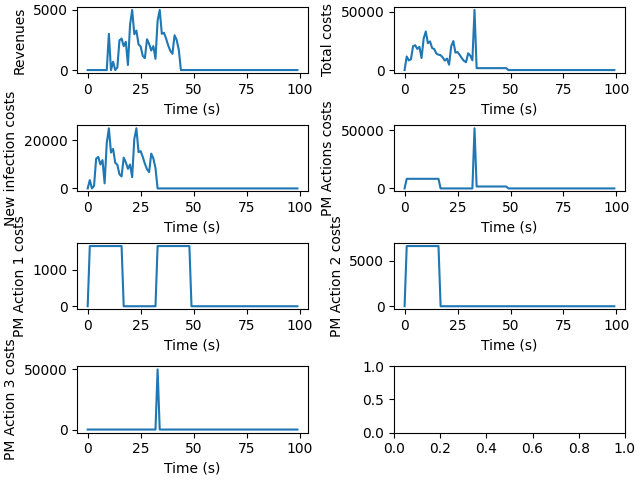 Revenues
5000
0
0 25 50 75 100
Time (s)
Total costs
50000
0
0 25 50 75 100
Time (s)
New infection costs
20000
0
0 25 50 75 100
Time (s)
PM Actions costs
50000
0
0 25 50 75 100
Time (s)
PM Action 1 costs
1000
0
0 25 50 75 100
Time (s)
PM Action 2 costs
5000
0
0 25 50 75 100
Time (s)
PM Action 3 costs
50000
0
0 25 50 75 100
Time (s)
1.0
0.5
0.0
0.0 0.2 0.4 0.6 0.8 1.0